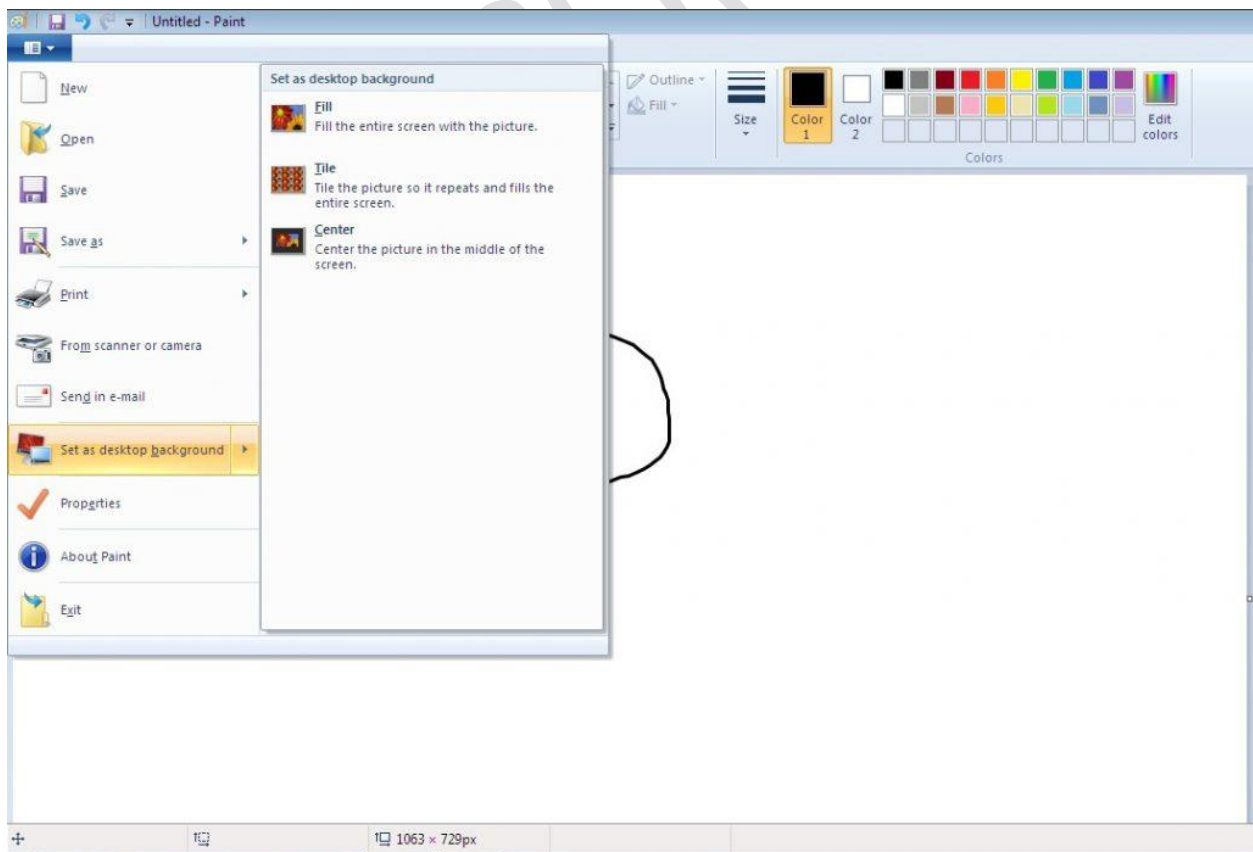 Untitled - Paint
New
Open
Save
Save as
Print
From scanner or camera
Send in e-mail
Set as desktop background
Properties
About Paint
Exit
Set as desktop background
Fill
Fill the entire screen with the picture.
Tile
Tile the picture so it repeats and fills the
entire screen.
Center
Center the picture in the middle of the
screen.
Outline
Fill
Size
Color
1
Color
2
Edit
colors
Colors
1063 × 729px